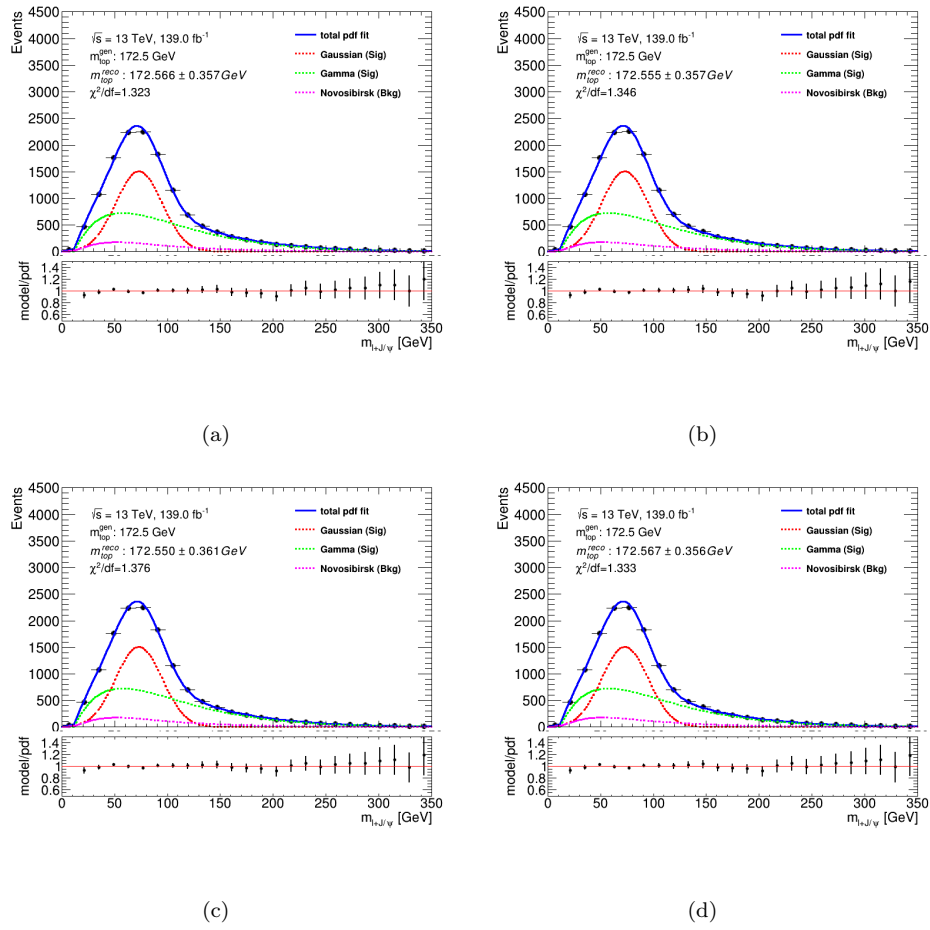 Events
4500
4000
3500
3000
2500
2000
1500
1000
500
0
√s = 13 TeV, 139.0 fb⁻¹
m_top^gen : 172.5 GeV
m_top^reco : 172.566 ± 0.357GeV
χ²/df=1.323
total pdf fit
Gaussian (Sig)
Gamma (Sig)
Novosibirsk (Bkg)
model/pdf
1.4
1.2
1
0.8
0.6
0 50 100 150 200 250 300 350
m_l+J/ψ [GeV]
(a)
Events
4500
4000
3500
3000
2500
2000
1500
1000
500
0
√s = 13 TeV, 139.0 fb⁻¹
m_top^gen : 172.5 GeV
m_top^reco : 172.555 ± 0.357GeV
χ²/df=1.346
total pdf fit
Gaussian (Sig)
Gamma (Sig)
Novosibirsk (Bkg)
model/pdf
1.4
1.2
1
0.8
0.6
0 50 100 150 200 250 300 350
m_l+J/ψ [GeV]
(b)
Events
4500
4000
3500
3000
2500
2000
1500
1000
500
0
√s = 13 TeV, 139.0 fb⁻¹
m_top^gen : 172.5 GeV
m_top^reco : 172.550 ± 0.361GeV
χ²/df=1.376
total pdf fit
Gaussian (Sig)
Gamma (Sig)
Novosibirsk (Bkg)
model/pdf
1.4
1.2
1
0.8
0.6
0 50 100 150 200 250 300 350
m_l+J/ψ [GeV]
(c)
Events
4500
4000
3500
3000
2500
2000
1500
1000
500
0
√s = 13 TeV, 139.0 fb⁻¹
m_top^gen : 172.5 GeV
m_top^reco : 172.567 ± 0.356GeV
χ²/df=1.333
total pdf fit
Gaussian (Sig)
Gamma (Sig)
Novosibirsk (Bkg)
model/pdf
1.4
1.2
1
0.8
0.6
0 50 100 150 200 250 300 350
m_l+J/ψ [GeV]
(d)